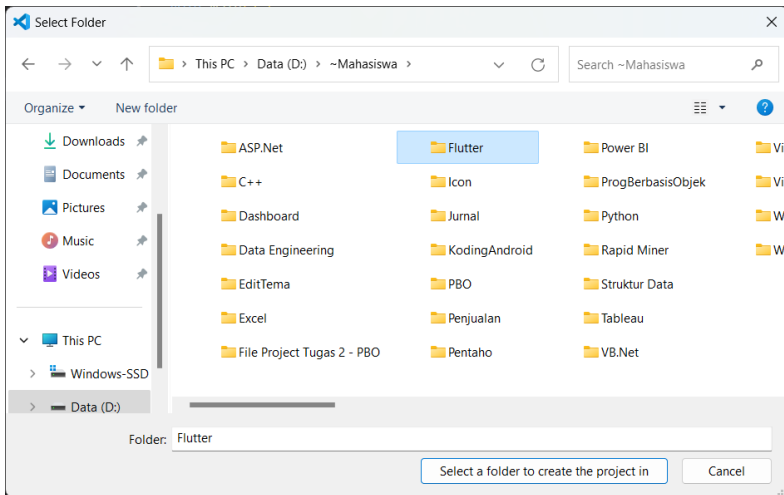 Select Folder
This PC > Data (D:) > ~Mahasiswa >
Search ~Mahasiswa
Organize
New folder
Downloads
Documents
Pictures
Music
Videos
This PC
Windows-SSD
Data (D:)
ASP.Net
C++
Dashboard
Data Engineering
EditTema
Excel
File Project Tugas 2 - PBO
Flutter
Icon
Jurnal
KodingAndroid
PBO
Penjualan
Pentaho
Power BI
ProgBerbasisObjek
Python
Rapid Miner
Struktur Data
Tableau
VB.Net
Vi
Vi
W
W
Folder: Flutter
Select a folder to create the project in
Cancel